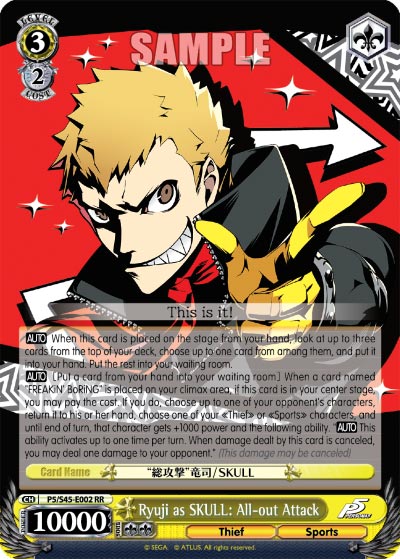 LEVEL
3
2
COST
SAMPLE
This is it!
AUTO When this card is placed on the stage from your hand, look at up to three
cards from the top of your deck, choose up to one card from among them, and put it
into your hand. Put the rest into your waiting room.
AUTO [Put a card from your hand into your waiting room] When a card named
"FREAKIN' BORING" is placed on your climax area, if this card is in your center stage,
you may pay the cost. If you do, choose up to one of your opponent's characters,
return it to his or her hand, choose one of your «Thief» or «Sports» characters, and
until end of turn, that character gets +1000 power and the following ability. "AUTO This
ability activates up to one time per turn. When damage dealt by this card is canceled,
you may deal one damage to your opponent." (This damage may be canceled)
Card Name
"総攻撃"竜司/SKULL
CH P5/S45-E002 RR
Ryuji as SKULL: All-out Attack
P5
PERSONA5
POWER
10000
SOUL
Thief
Sports
© SEGA. © ATLUS. All rights reserved.